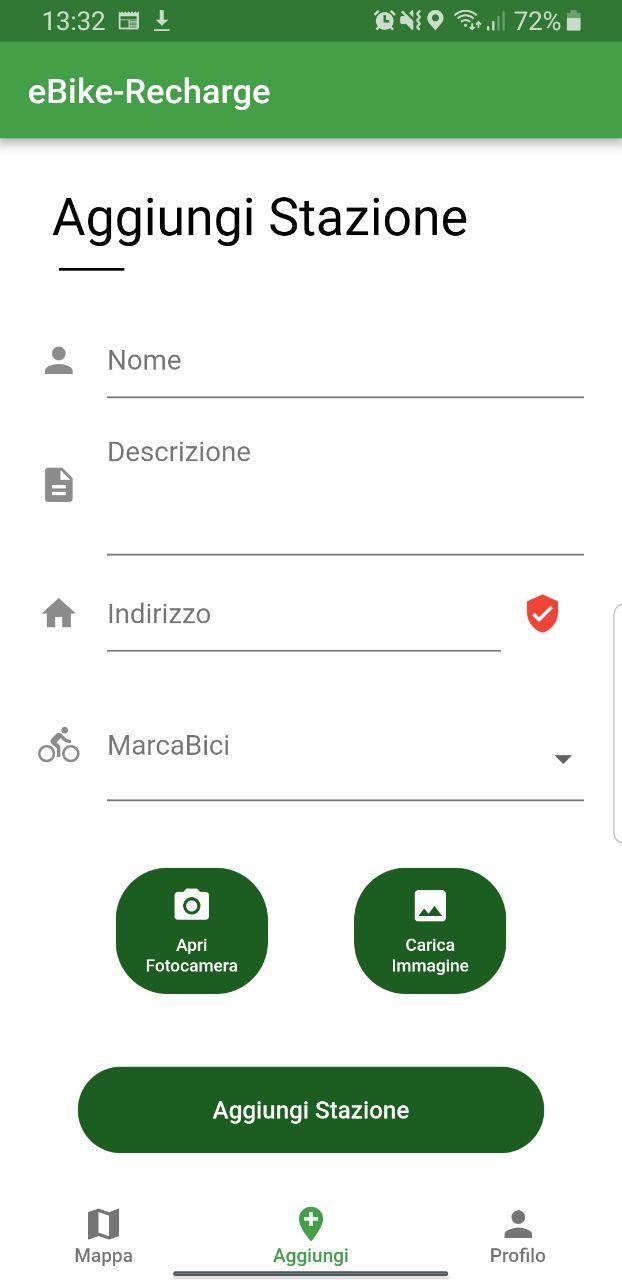 13:32 72%
eBike-Recharge
Aggiungi Stazione
Nome
Descrizione
Indirizzo
MarcaBici
Apri
Fotocamera
Carica
Immagine
Aggiungi Stazione
Mappa Aggiungi Profilo